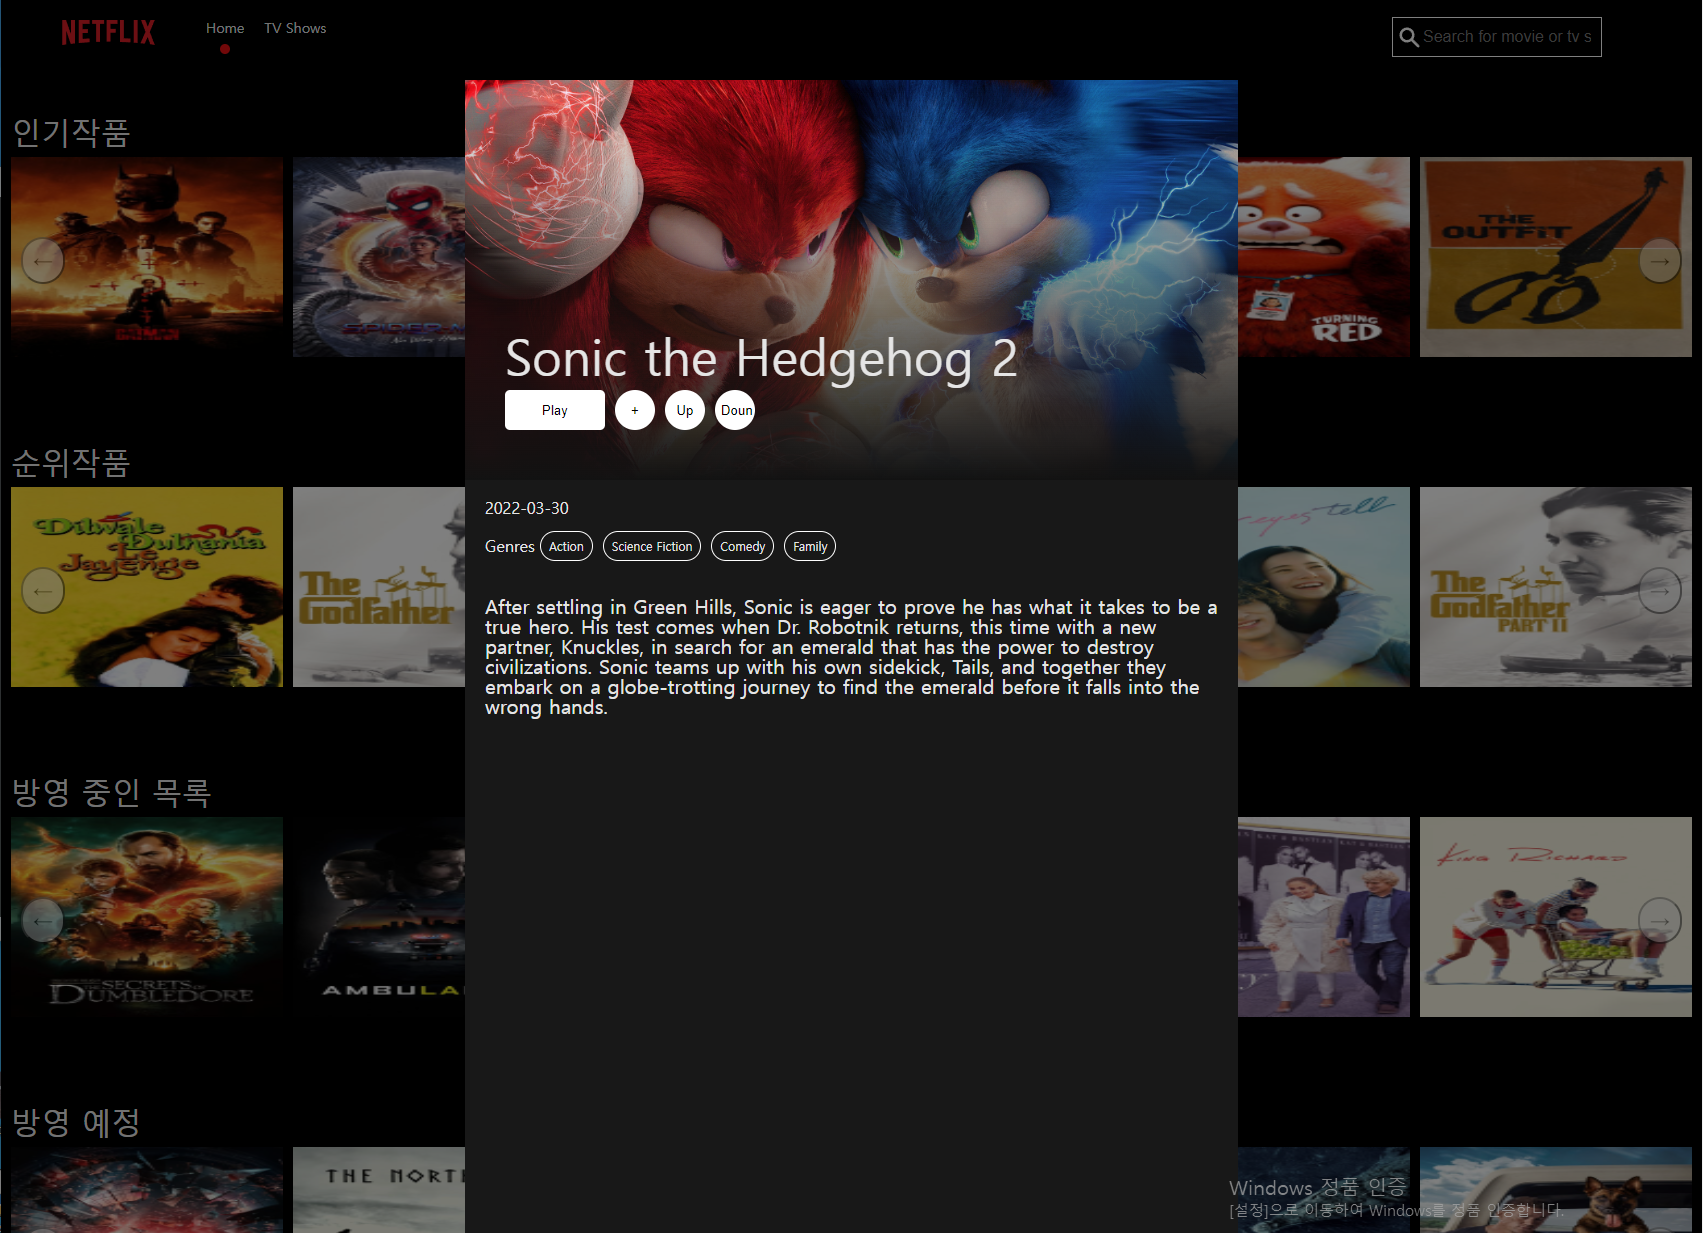 NETFLIX
Home
TV Shows
Search for movie or tv s
인기작품
←
SPIDER-M
No Way Home
TURNING
RED
THE
OUTFIT
→
Sonic the Hedgehog 2
Play
+
Up
Doun
순위작품
Dilwale
Dulhania
Le
Jayenge
←
The
Godfather
eyes tell
The
Godfather
PART II
→
2022-03-30
Genres
Action
Science Fiction
Comedy
Family
After settling in Green Hills, Sonic is eager to prove he has what it takes to be a
true hero. His test comes when Dr. Robotnik returns, this time with a new
partner, Knuckles, in search for an emerald that has the power to destroy
civilizations. Sonic teams up with his own sidekick, Tails, and together they
embark on a globe-trotting journey to find the emerald before it falls into the
wrong hands.
방영 중인 목록
←
SECRETS OF
DUMBLEDORE
AMBULA
KAT & BASTIAN
KING RICHARD
→
방영 예정
THE NORT
Windows 정품 인증
[설정]으로 이동하여 Windows를 정품 인증합니다.